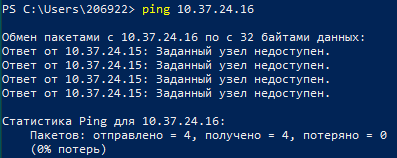 PS C:\Users\206922> ping 10.37.24.16
Обмен пакетами с 10.37.24.16 по с 32 байтами данных:
Ответ от 10.37.24.15: Заданный узел недоступен.
Ответ от 10.37.24.15: Заданный узел недоступен.
Ответ от 10.37.24.15: Заданный узел недоступен.
Ответ от 10.37.24.15: Заданный узел недоступен.
Статистика Ping для 10.37.24.16:
Пакетов: отправлено = 4, получено = 4, потеряно = 0
(0% потерь)